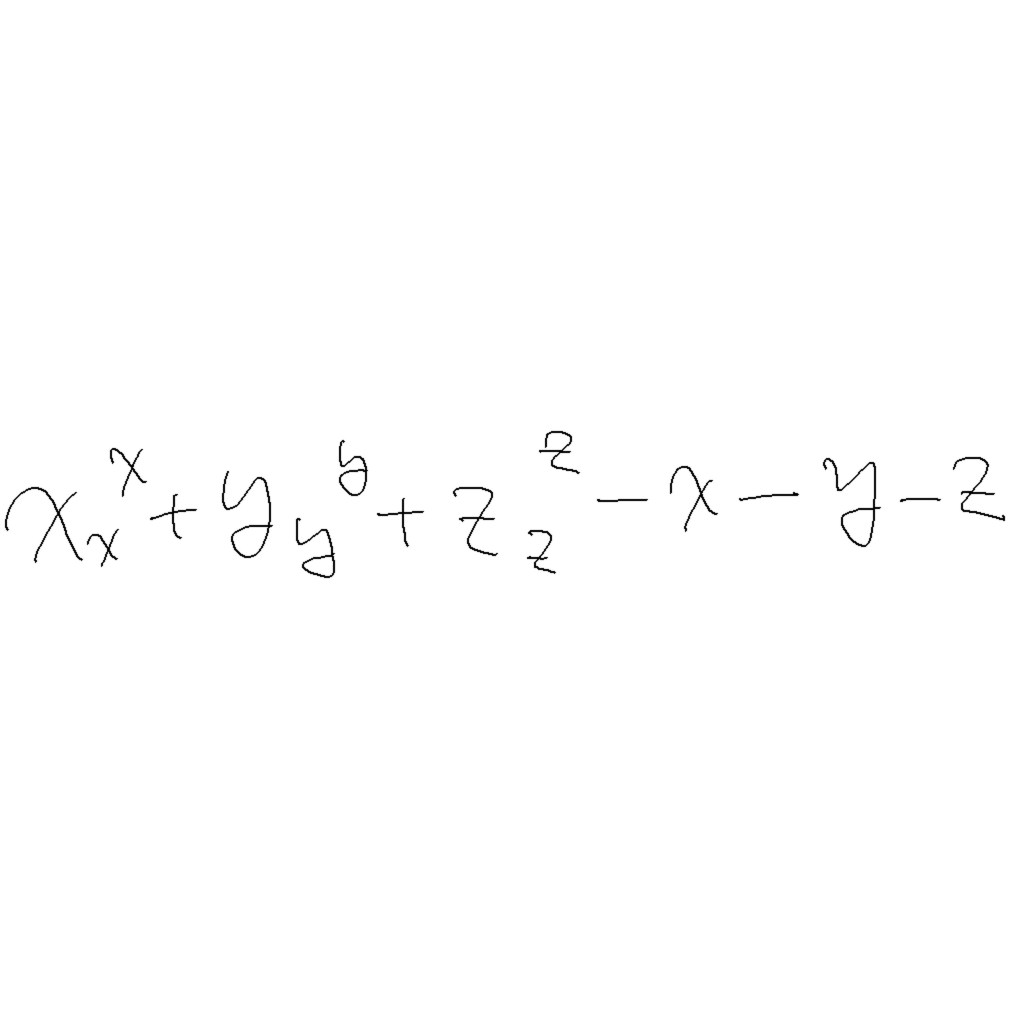 x_x^x + y_y^y + z_z^z - x - y - z